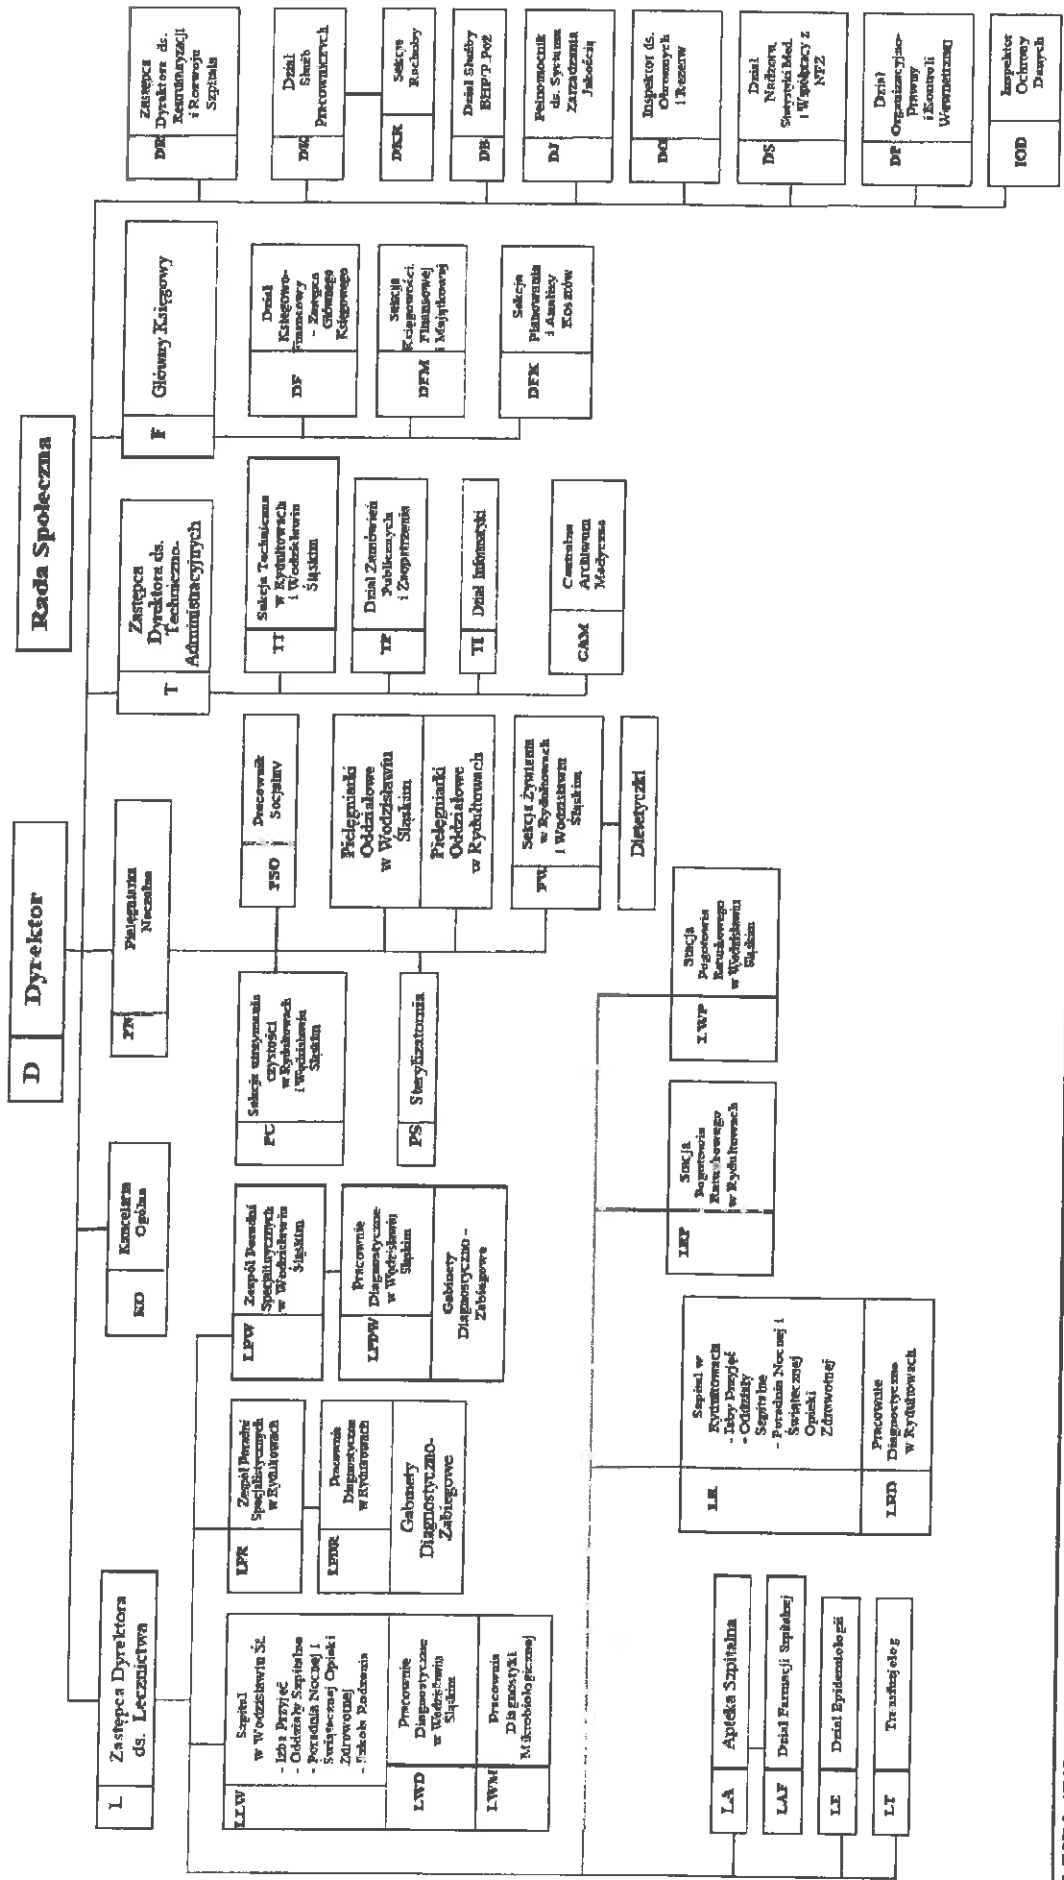 Rada Społeczna
D
Dyrektor
L
Zastępca Dyrektora
ds. Lecznictwa
KO
Kancelaria
Ogólna
PN
Pielęgniarka
Naczelna
T
Zastępca
Dyrektora ds.
Techniczno-
Administracyjnych
F
Główny Księgowy
DR
Zastępca
Dyrektora ds.
Restrukturyzacji
i Rozwoju
Szpitala
DK
Dział
Służb
Pracowniczych
DKR
Sekcja
Rachuby
DB
Dział Służby
BHP i P Poż
DJ
Pełnomocnik
ds. Systemu
Zarządzania
Jakością
DO
Inspektor ds.
Obronnych
i Rezerw
DS
Dział
Nadzoru,
Statystyki Med.
i Współpracy z
NFZ
DP
Dział
Organizacyjno-
Prawny
i Kontroli
Wewnętrznej
IOD
Inspektor
Ochrony
Danych
DF
Dział
Księgowo-
Finansowy
- Zastępca
Głównego
Księgowego
DFM
Sekcja
Księgowości
Finansowej
i Majątkowej
DFK
Sekcja
Planowania
i Analizy
Kosztów
TT
Sekcja Techniczna
w Rydułtowach
i Wodzisławiu
Śląskim
TP
Dział Zamówień
Publicznych
i Zaopatrzenia
TI
Dział Informatyki
CAM
Centralne
Archiwum
Medyczne
PSO
Pracownik
Socjalny
Pielęgniarki
Oddziałowe
w Wodzisławiu
Śląskim
Pielęgniarki
Oddziałowe
w Rydułtowach
PW
Sekcja Żywienia
w Rydułtowach
i Wodzisławiu
Śląskim
Dietetyczki
PC
Sekcja utrzymania
czystości
w Rydułtowach
i Wodzisławiu
Śląskim
PS
Sterylizatornia
LPW
Zespół Poradni
Specjalistycznych
w Wodzisławiu
Śląskim
LPDW
Pracownie
Diagnostyczne
w Wodzisławiu
Śląskim
Gabinety
Diagnostyczno –
Zabiegowe
LPR
Zespół Poradni
Specjalistycznych
w Rydułtowach
LPDR
Pracownie
Diagnostyczne
w Rydułtowach
Gabinety
Diagnostyczno-
Zabiegowe
Szpital
w Wodzisławiu Śl.
- Izba Przyjęć
- Oddziały Szpitalne
- Poradnia Nocnej I
Świątecznej Opieki
Zdrowotnej
- Szkoła Rodzenia
LWD
Pracownie
Diagnostyczne
w Wodzisławiu
Śląskim
LWM
Pracownia
Diagnostyki
Mikrobiologicznej
LR
Szpital w
Rydułtowach
- Izby Przyjęć
- Oddziały
Szpitalne
- Poradnia Nocnej i
Świątecznej
Opieki
Zdrowotnej
LRD
Pracownie
Diagnostyczne
w Rydułtowach
LRP
Stacja
Pogotowia
Ratunkowego
w Rydułtowach
LWP
Stacja
Pogotowia
Ratunkowego
w Wodzisławiu
Śląskim
LA
Apteka Szpitalna
LAF
Dział Farmacji Szpitalnej
LE
Dział Epidemiologii
LT
Transfuzjolog